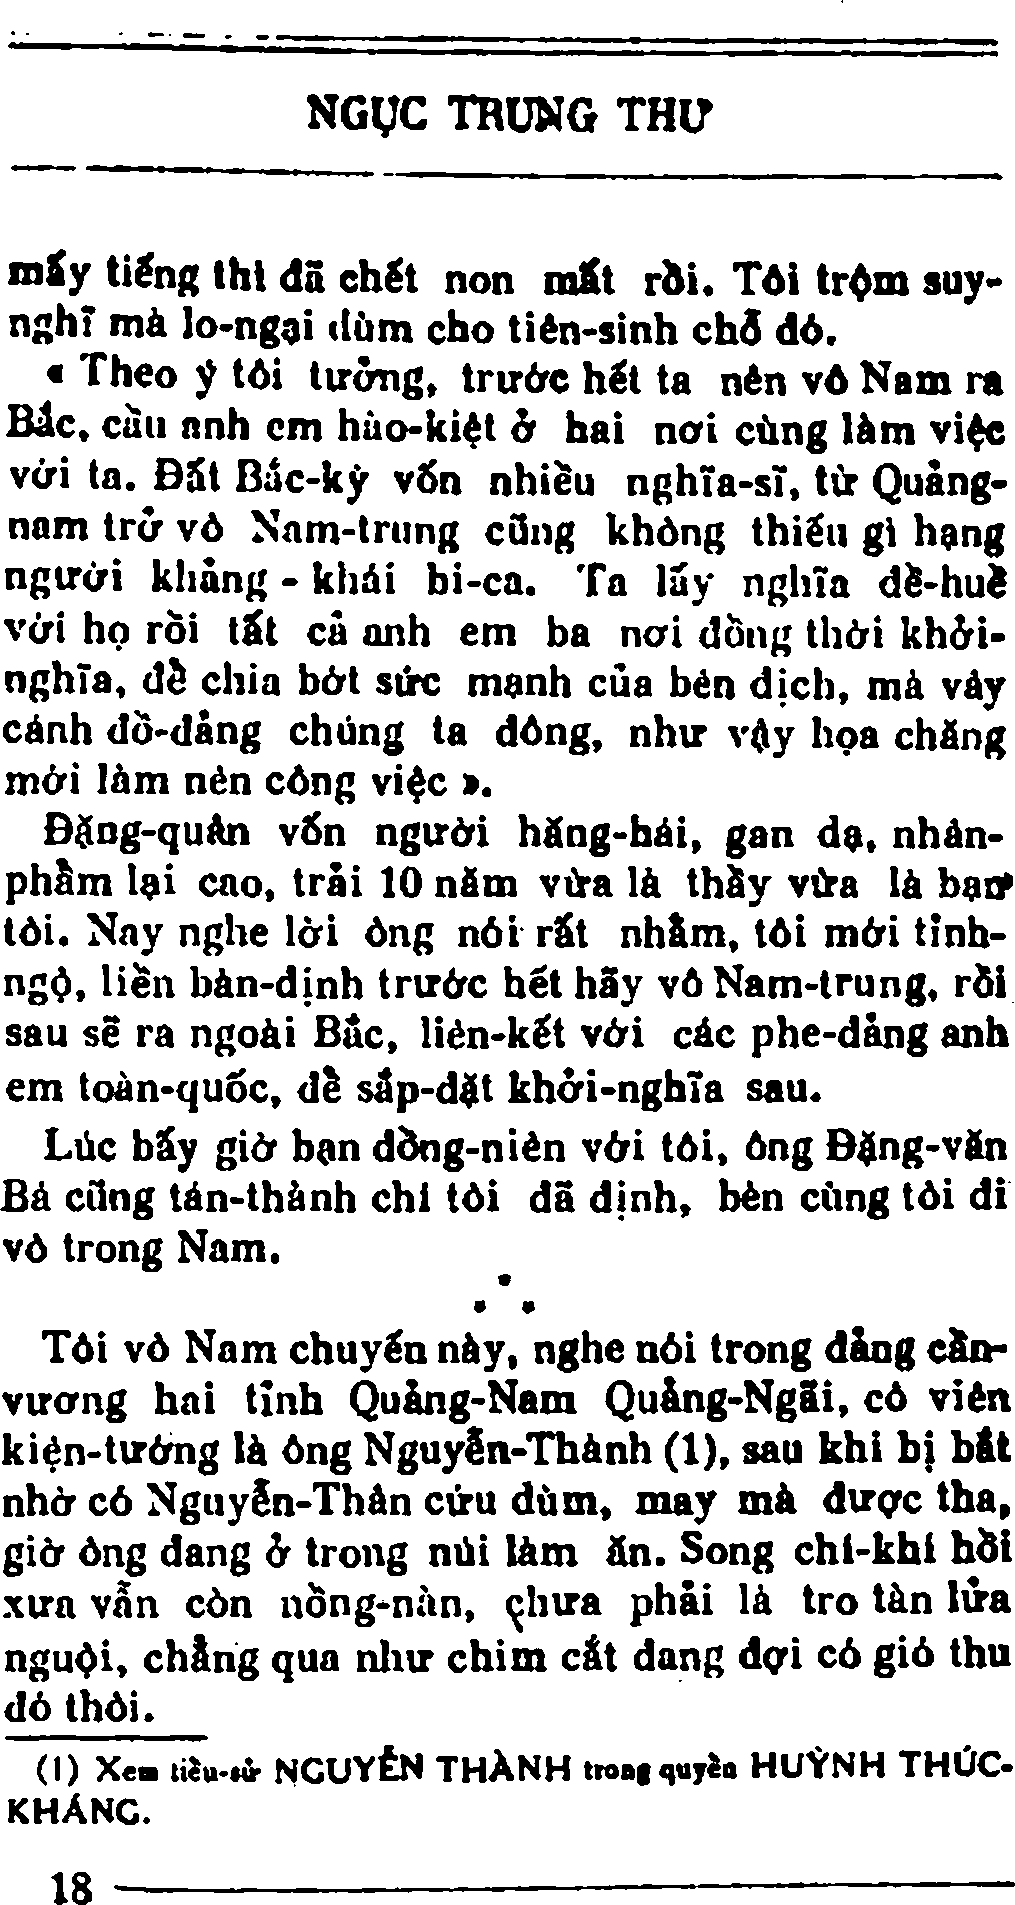 NGỤC TRUNG THƯ
mấy tiếng thì đã chết non mất rồi. Tôi trộm suy-
nghĩ mà lo-ngại dùm cho tiên-sinh chỗ đó.
« Theo ý tôi tưởng, trước hết ta nên vô Nam ra
Bắc, cầu anh em hào-kiệt ở hai nơi cùng làm việc
với ta. Đất Bắc-kỳ vốn nhiều nghĩa-sĩ, từ Quảng-
nam trở vô Nam-trung cũng không thiếu gì hạng
người khảng - khái bi-ca. Ta lấy nghĩa đề-huề
với họ rồi tất cả anh em ba nơi đồng thời khởi-
nghĩa, để chia bớt sức mạnh của bên địch, mà vây
cánh đồ-đảng chúng ta đông, như vậy họa chăng
mới làm nên công việc ».
Đặng-quân vốn người hăng-hái, gan dạ, nhân-
phẩm lại cao, trải 10 năm vừa là thầy vừa là bạn
tôi. Nay nghe lời ông nói rất nhằm, tôi mới tỉnh-
ngộ, liền bàn-định trước hết hãy vô Nam-trung, rồi
sau sẽ ra ngoài Bắc, liên-kết với các phe-đảng anh
em toàn-quốc, để sắp-đặt khởi-nghĩa sau.
Lúc bấy giờ bạn đồng-niên với tôi, ông Đặng-văn
Bá cũng tán-thành chí tôi đã định, bèn cùng tôi đi
vô trong Nam.
Tôi vô Nam chuyến này, nghe nói trong đảng cần-
vương hai tỉnh Quảng-Nam Quảng-Ngãi, có viên
kiện-tướng là ông Nguyễn-Thành (1), sau khi bị bắt
nhờ có Nguyễn-Thân cứu dùm, may mà được tha,
giờ ông đang ở trong núi làm ăn. Song chí-khí hồi
xưa vẫn còn nồng-nàn, chưa phải là tro tàn lửa
nguội, chẳng qua như chim cắt đang đợi có gió thu
đó thôi.
(1) Xem tiểu-sử NGUYỄN THÀNH trong quyển HUỲNH THÚC-
KHÁNG.
18